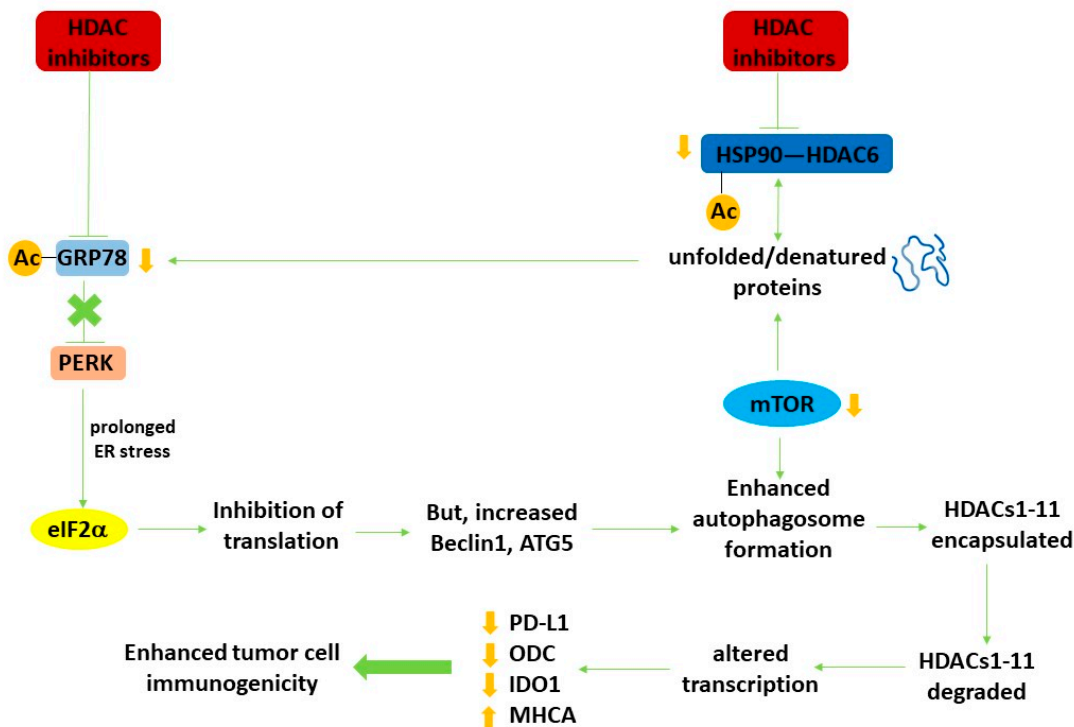 HDAC
inhibitors
HDAC
inhibitors
HSP90—HDAC6
Ac
Ac
GRP78
unfolded/denatured
proteins
PERK
mTOR
prolonged
ER stress
eIF2α
Inhibition of
translation
But, increased
Beclin1, ATG5
Enhanced
autophagosome
formation
HDACs1-11
encapsulated
HDACs1-11
degraded
altered
transcription
PD-L1
ODC
IDO1
MHCA
Enhanced tumor cell
immunogenicity